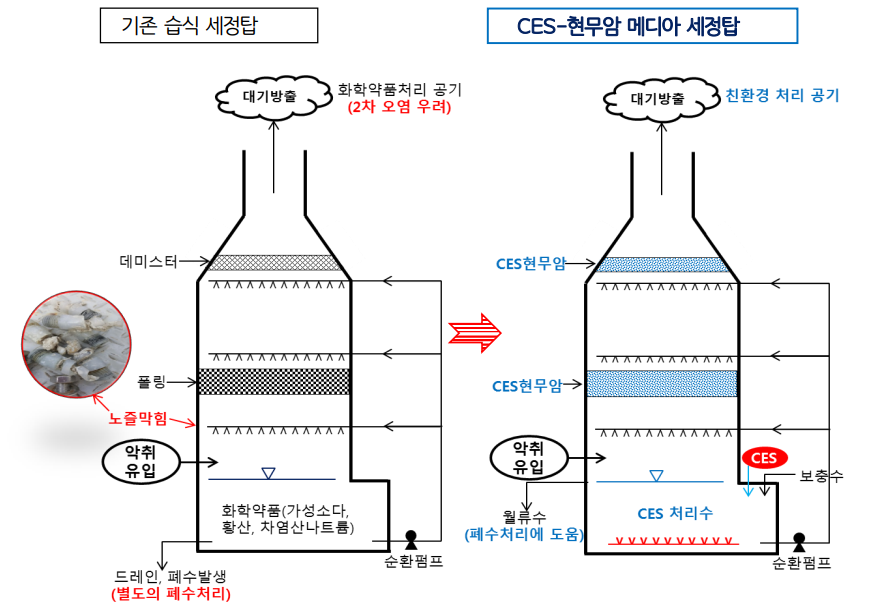 기존 습식 세정탑
CES-현무암 메디아 세정탑
대기방출
화학약품처리 공기
(2차 오염 우려)
데미스터
폴링
노즐막힘
악취
유입
화학약품(가성소다,
황산, 차염산나트륨)
드레인, 폐수발생
(별도의 폐수처리)
순환펌프
대기방출
친환경 처리 공기
CES현무암
CES현무암
악취
유입
CES
보충수
월류수
(폐수처리에 도움)
CES 처리수
순환펌프